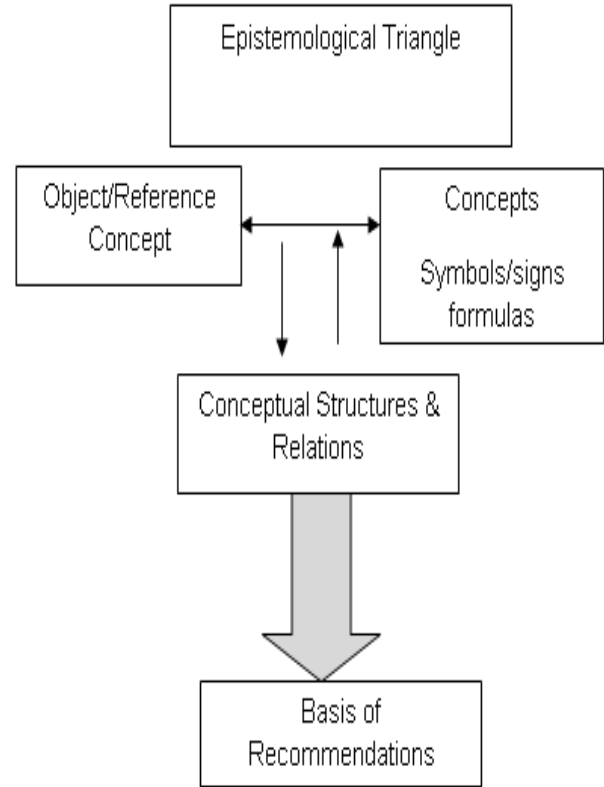 Epistemological Triangle
Object/Reference
Concept
Concepts
Symbols/signs
formulas
Conceptual Structures &
Relations
Basis of
Recommendations